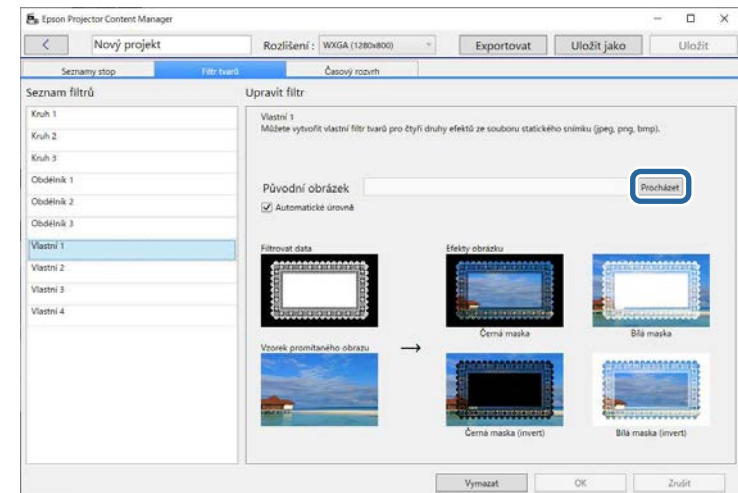 Epson Projector Content Manager
Nový projekt
Rozlišení : WXGA (1280x800)
Exportovat
Uložit jako
Uložit
Seznamy stop
Filtr tvarů
Časový rozvrh
Seznam filtrů
Kruh 1
Kruh 2
Kruh 3
Obdélník 1
Obdélník 2
Obdélník 3
Vlastní 1
Vlastní 2
Vlastní 3
Vlastní 4
Upravit filtr
Vlastní 1
Můžete vytvořit vlastní filtr tvarů pro čtyři druhy efektů ze souboru statického snímku (jpeg, png, bmp).
Původní obrázek
Procházet
Automatické úrovně
Filtrovat data
Efekty obrázku
Černá maska
Bílá maska
Vzorek promítaného obrazu
Černá maska (invert)
Bílá maska (invert)
Vymazat
OK
Zrušit